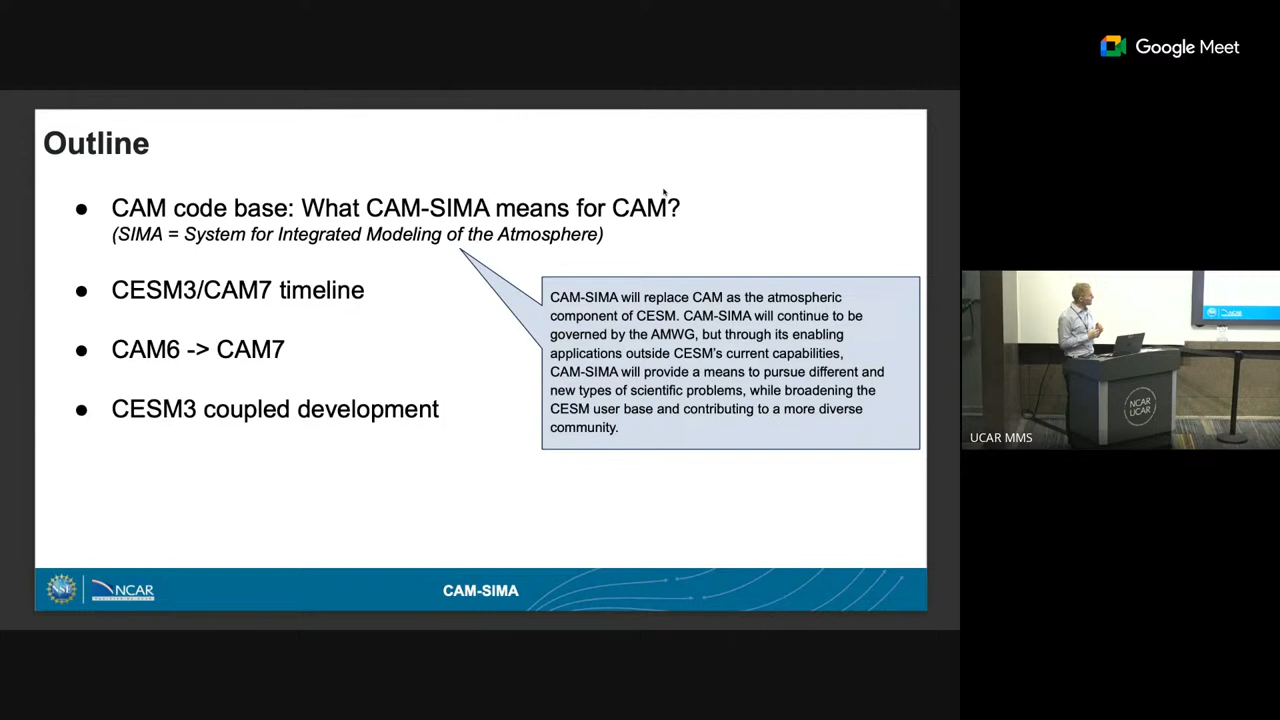 Google Meet
Outline
● CAM code base: What CAM-SIMA means for CAM?
(SIMA = System for Integrated Modeling of the Atmosphere)
● CESM3/CAM7 timeline
● CAM6 -> CAM7
● CESM3 coupled development
CAM-SIMA will replace CAM as the atmospheric
component of CESM. CAM-SIMA will continue to be
governed by the AMWG, but through its enabling
applications outside CESM's current capabilities,
CAM-SIMA will provide a means to pursue different and
new types of scientific problems, while broadening the
CESM user base and contributing to a more diverse
community.
NSF
NCAR
CAM-SIMA
NCAR
UCAR
UCAR MMS